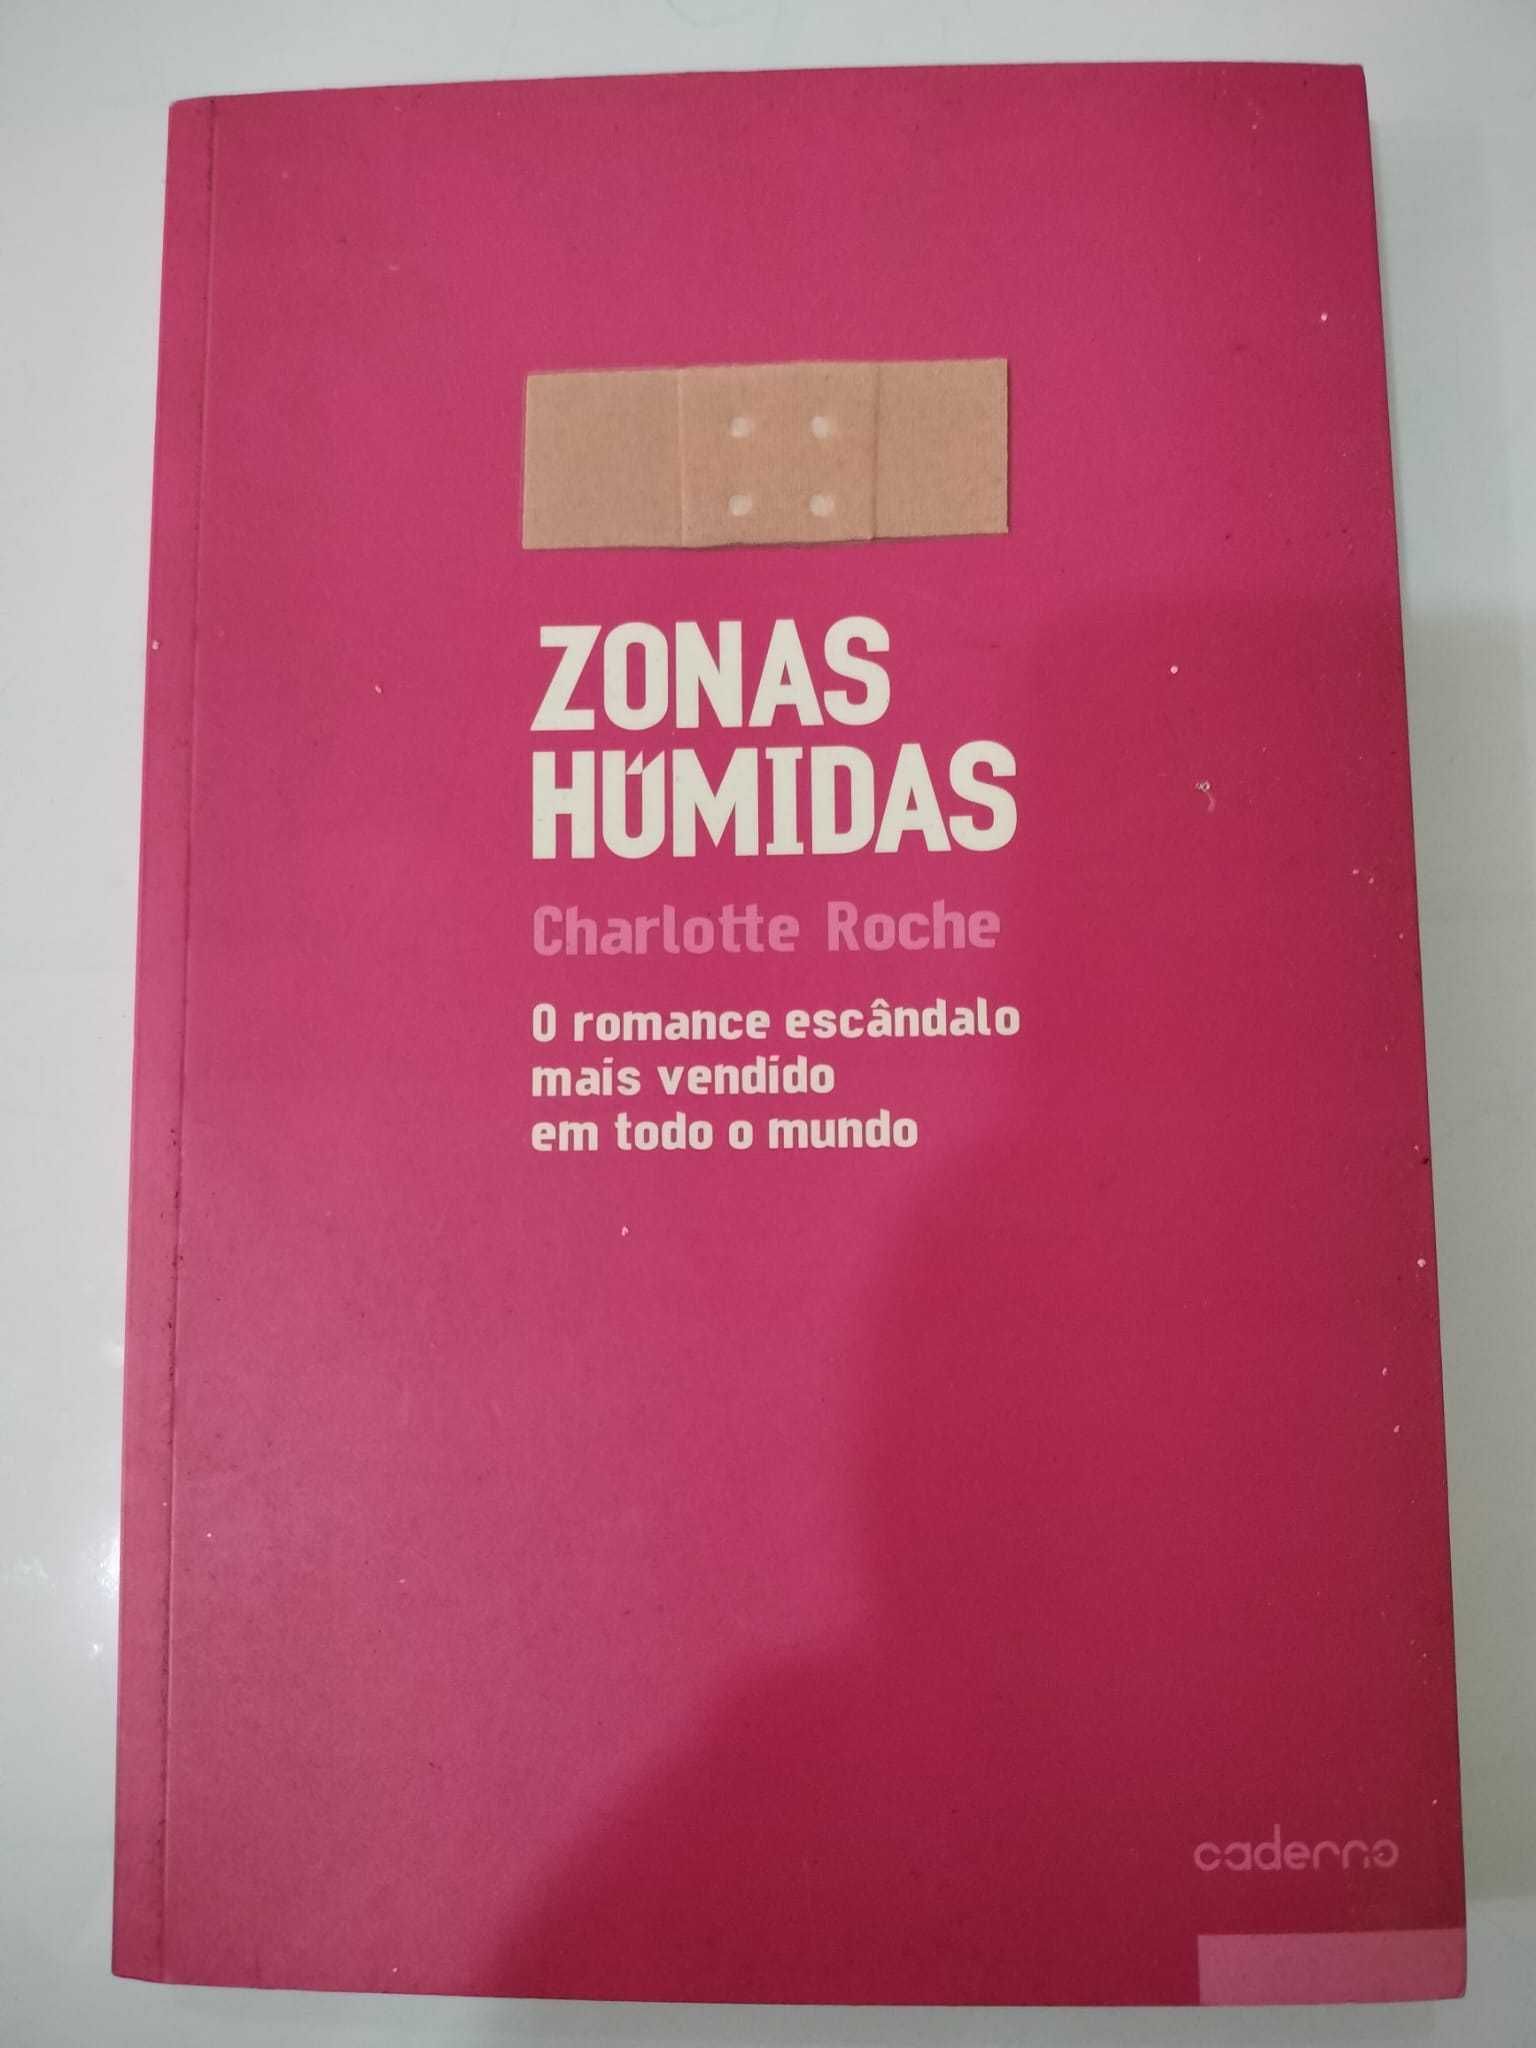 ZONAS
HÚMIDAS
Charlotte Roche
O romance escândalo
mais vendido
em todo o mundo
caderno